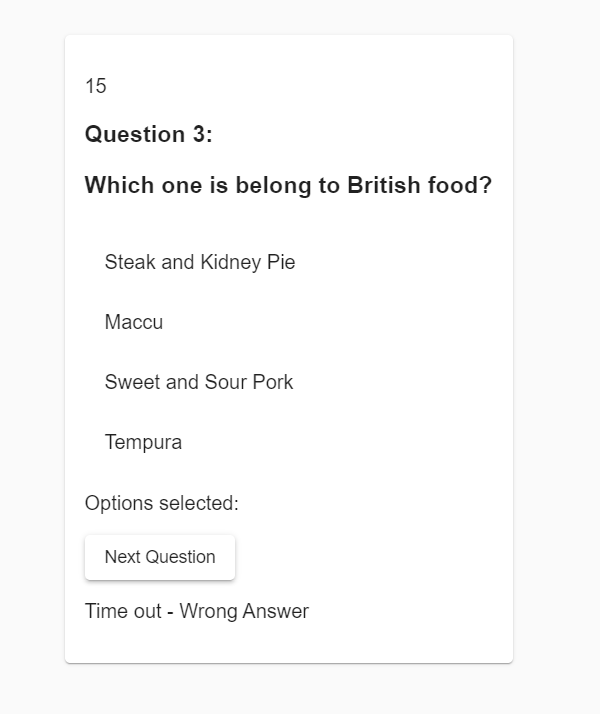 15
Question 3:
Which one is belong to British food?
Steak and Kidney Pie
Maccu
Sweet and Sour Pork
Tempura
Options selected:
Next Question
Time out - Wrong Answer